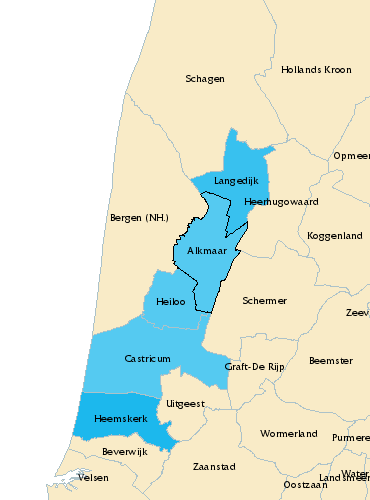 Hollands Kroon
Schagen
Opmeer
Langedijk
Heerhugowaard
Bergen (NH.)
Koggenland
Alkmaar
Heiloo
Schermer
Zeev
Castricum
Graft-De Rijp
Beemster
Uitgeest
Heemskerk
Wormerland
Purmere
Beverwijk
Zaanstad
Velsen
Water
Landsmeer
Oostzaan